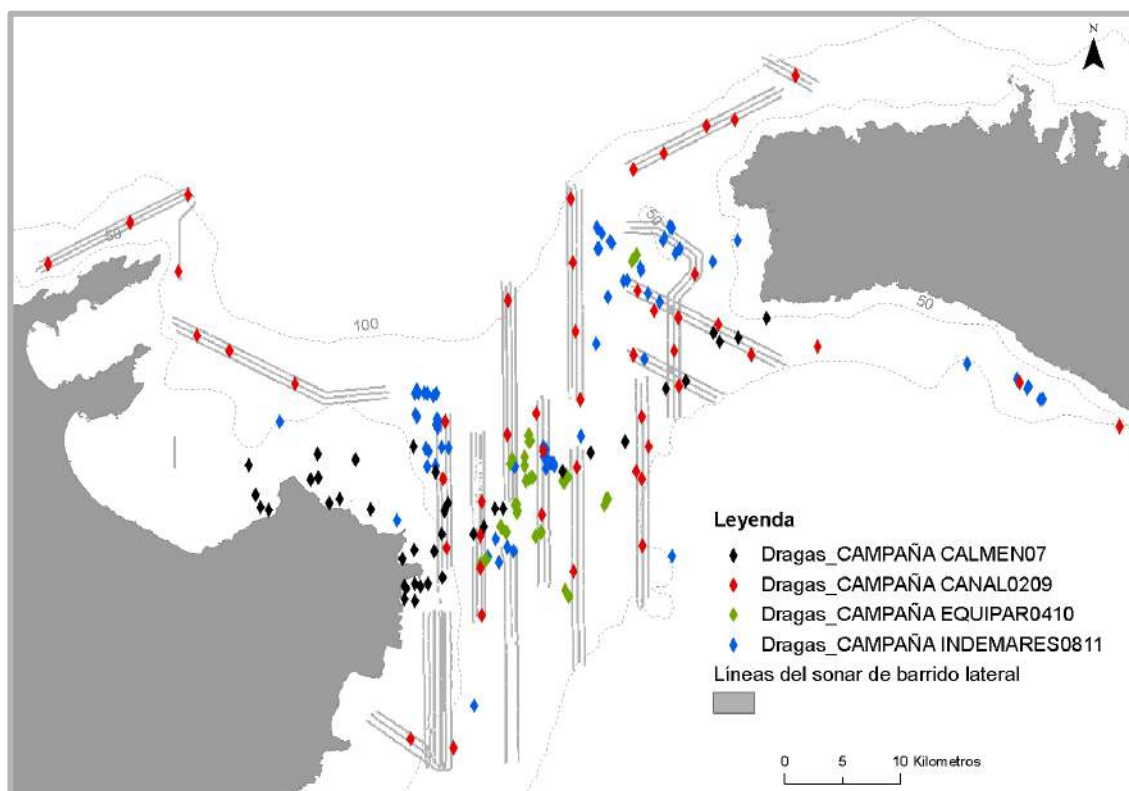 N
50
50
50
100
Leyenda
Dragas_CAMPAÑA CALMEN07
Dragas_CAMPAÑA CANAL0209
Dragas_CAMPAÑA EQUIPAR0410
Dragas_CAMPAÑA INDEMARES0811
Líneas del sonar de barrido lateral
0 5 10 Kilometros